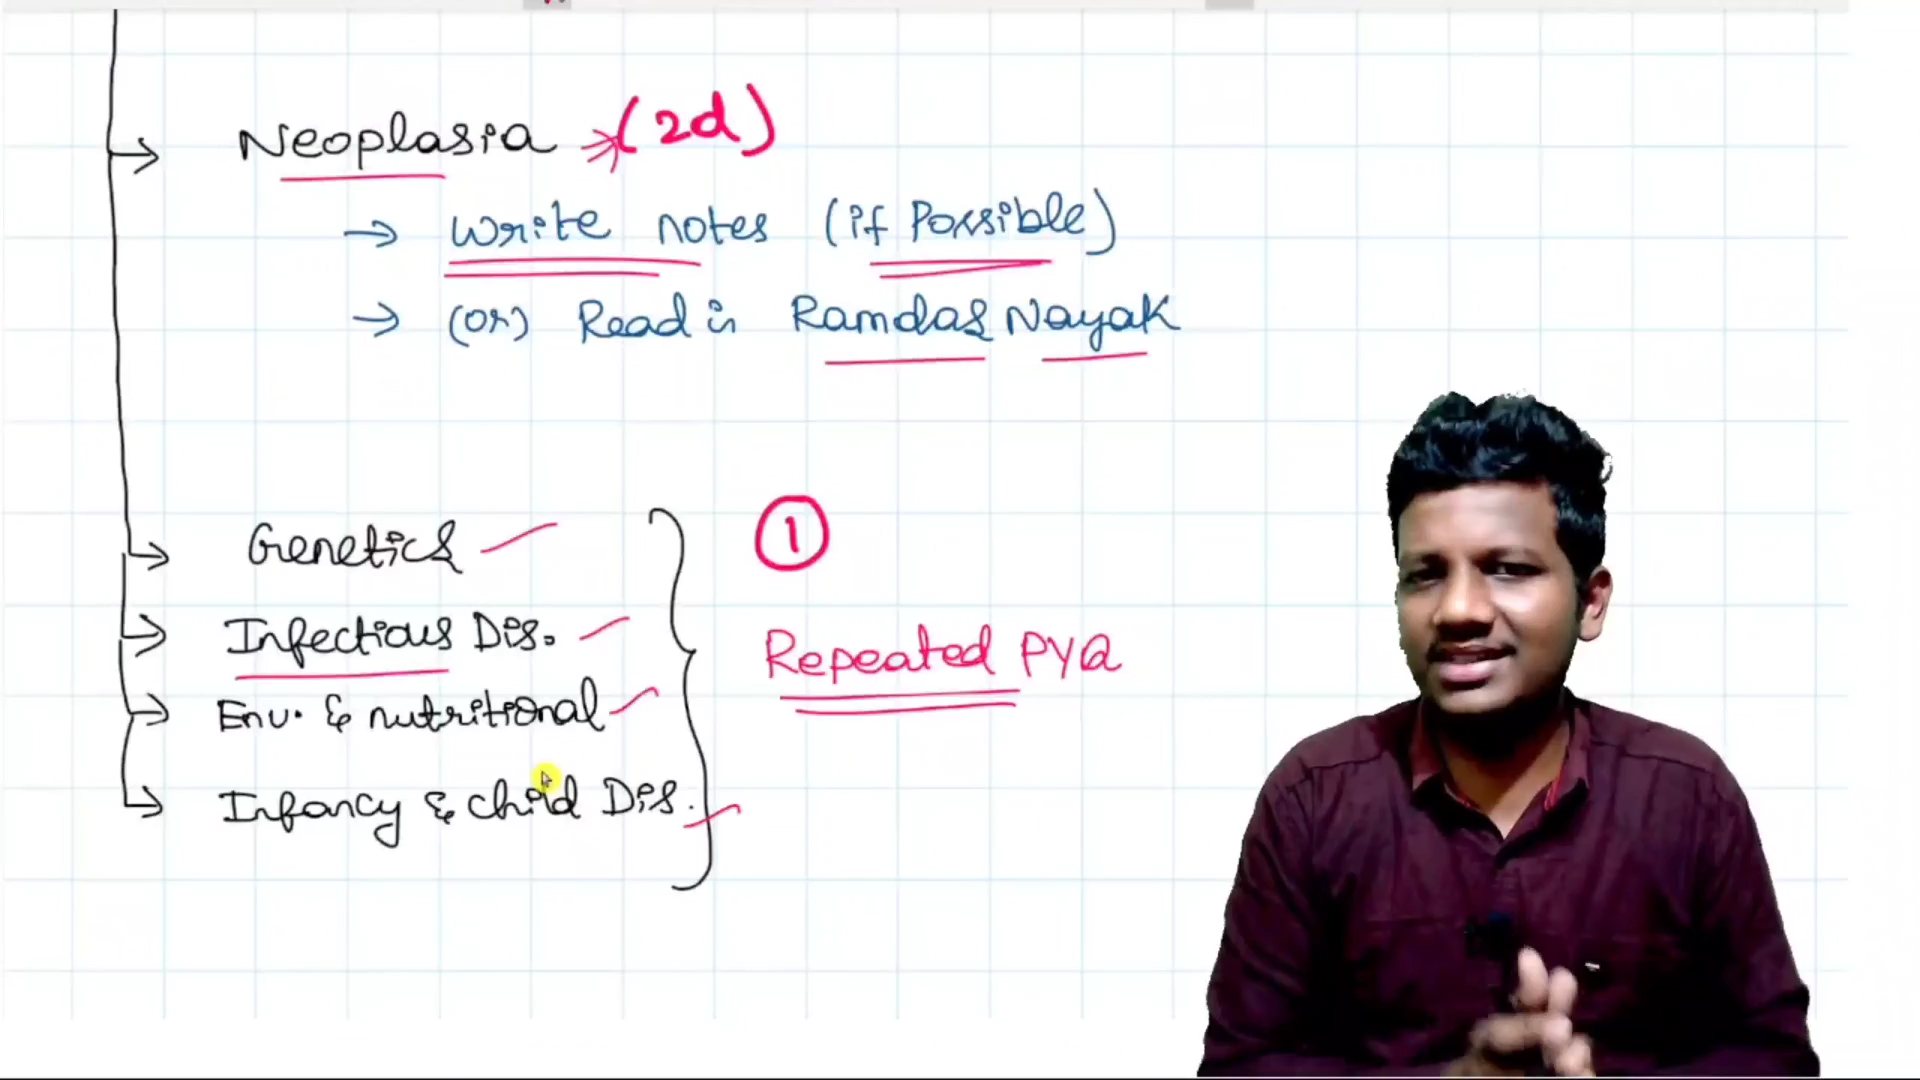 → Neoplasia → (2d)
→ Write notes (if Possible)
→ (or) Read in Ramdas Nayak
→ Genetics
→ Infectious Dis.
→ Env. & nutritional
→ Infancy & child Dis.
1
Repeated PYQ